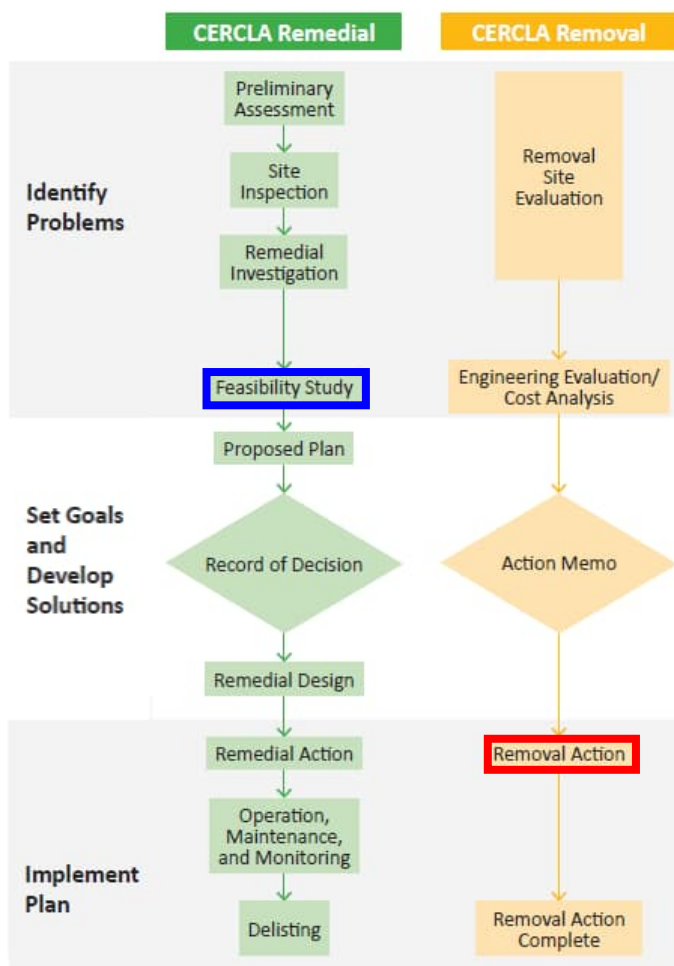 CERCLA Remedial
CERCLA Removal
Identify
Problems
Preliminary
Assessment
Site
Inspection
Remedial
Investigation
Feasibility Study
Removal
Site
Evaluation
Engineering Evaluation/
Cost Analysis
Set Goals
and
Develop
Solutions
Proposed Plan
Record of Decision
Remedial Design
Action Memo
Implement
Plan
Remedial Action
Operation,
Maintenance,
and Monitoring
Delisting
Removal Action
Removal Action
Complete